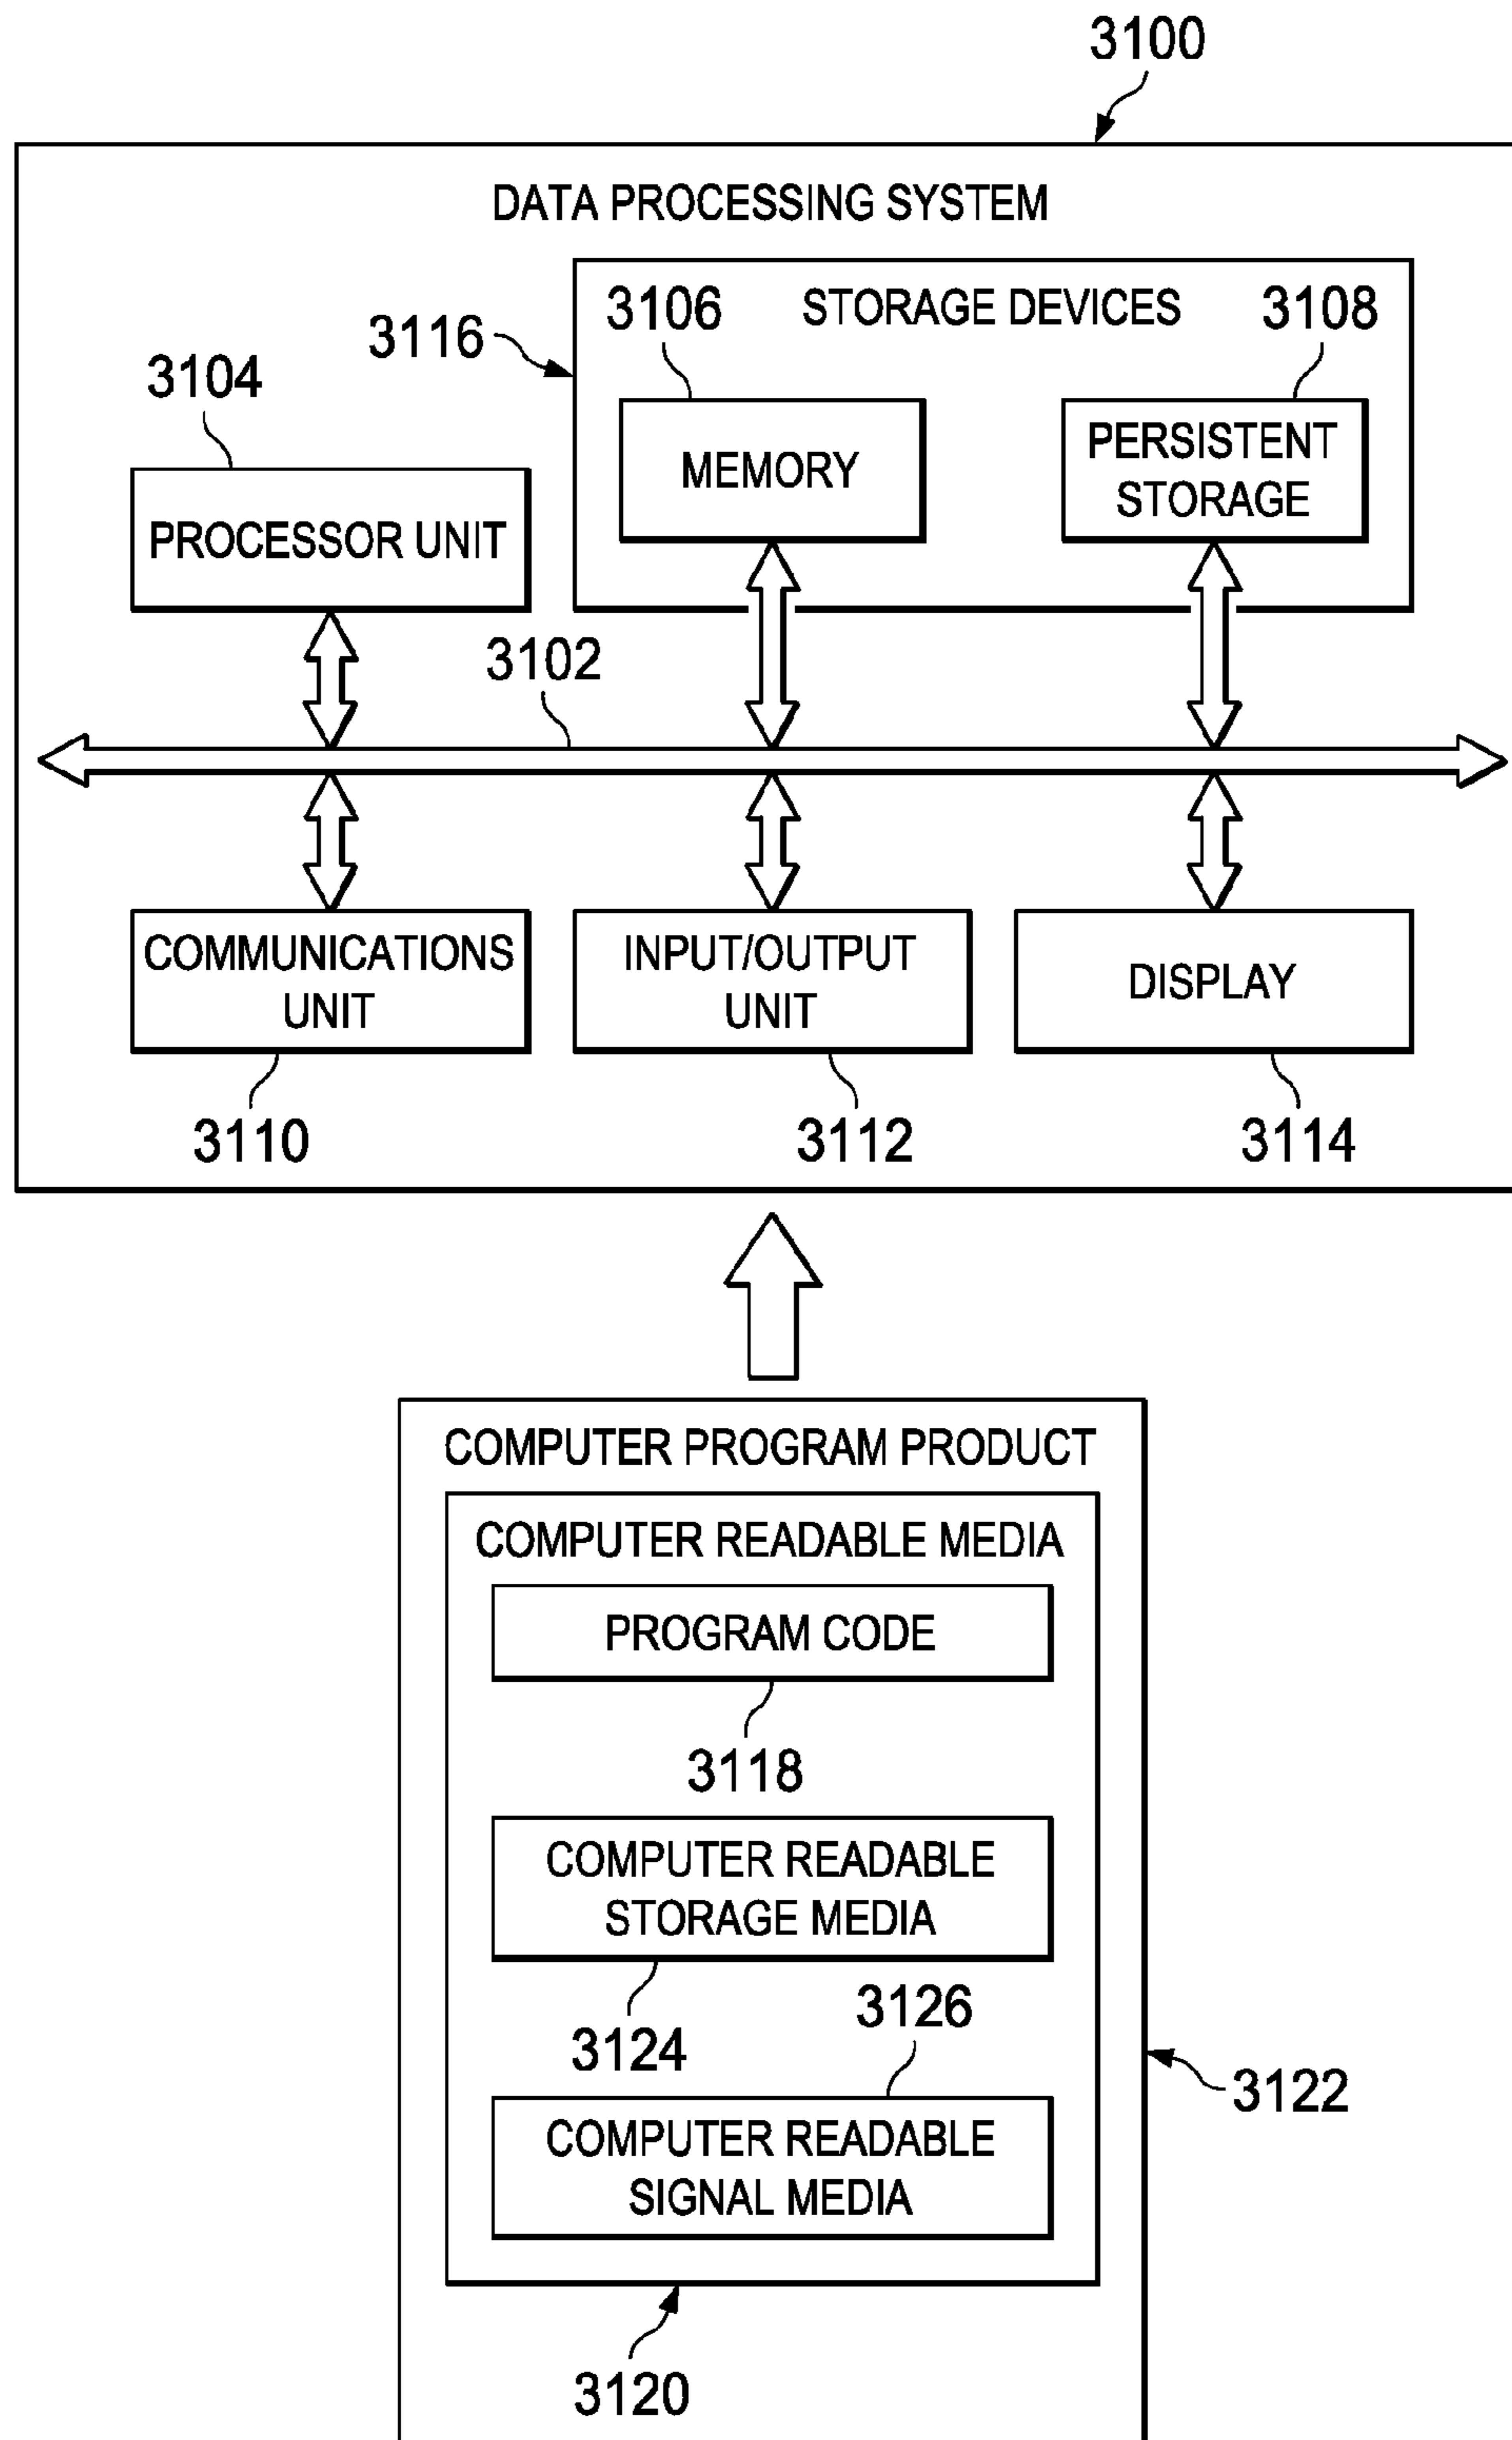 3100
DATA PROCESSING SYSTEM
3106
STORAGE DEVICES
3108
3116
3104
MEMORY
PERSISTENT
STORAGE
PROCESSOR UNIT
3102
COMMUNICATIONS
UNIT
INPUT/OUTPUT
UNIT
DISPLAY
3110
3112
3114
COMPUTER PROGRAM PRODUCT
COMPUTER READABLE MEDIA
PROGRAM CODE
3118
COMPUTER READABLE
STORAGE MEDIA
3124
3126
COMPUTER READABLE
SIGNAL MEDIA
3122
3120